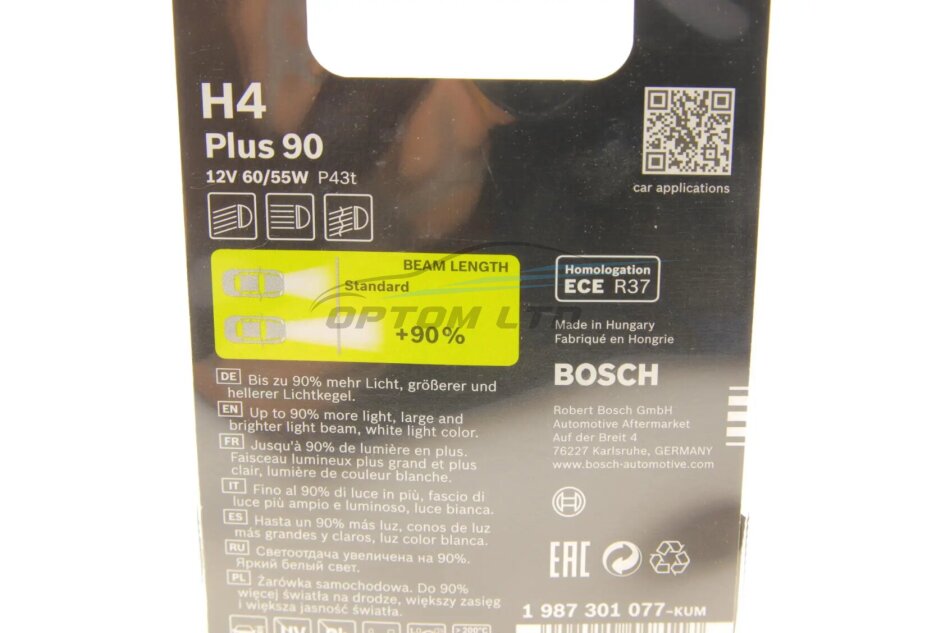 H4
Plus 90
12V 60/55W P43t
car applications
BEAM LENGTH
Standard
+90%
OPTOM LTD
Homologation
ECE R37
Made in Hungary
Fabriqué en Hongrie
BOSCH
Robert Bosch GmbH
Automotive Aftermarket
Auf der Breit 4
76227 Karlsruhe, GERMANY
www.bosch-automotive.com
DE Bis zu 90% mehr Licht, größerer und
hellerer Lichtkegel.
EN Up to 90% more light, large and
brighter light beam, white light color.
FR Jusqu'à 90% de lumière en plus.
Faisceau lumineux plus grand et plus
clair, lumière de couleur blanche.
IT Fino al 90% di luce in più, fascio di
luce più ampio e luminoso, luce bianca.
ES Hasta un 90% más luz, conos de luz
más grandes y claros, luz color blanca.
RU Светоотдача увеличена на 90%.
Яркий белый свет.
PL Żarówka samochodowa. Do 90%
więcej światła na drodze, większy zasięg
i większa jasność światła.
EAC
1 987 301 077-KUM
>200°C